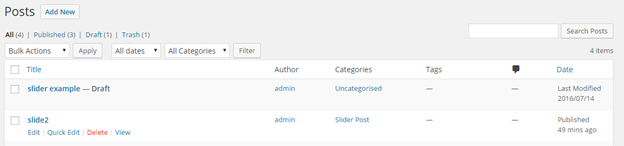 Posts Add New
All (4) | Published (3) | Draft (1) | Trash (1)
Search Posts
Bulk Actions Apply All dates All Categories Filter 4 items
Title Author Categories Tags Date
slider example — Draft admin Uncategorised — — Last Modified
2016/07/14
slide2 admin Slider Post — — Published
Edit | Quick Edit | Delete | View 49 mins ago